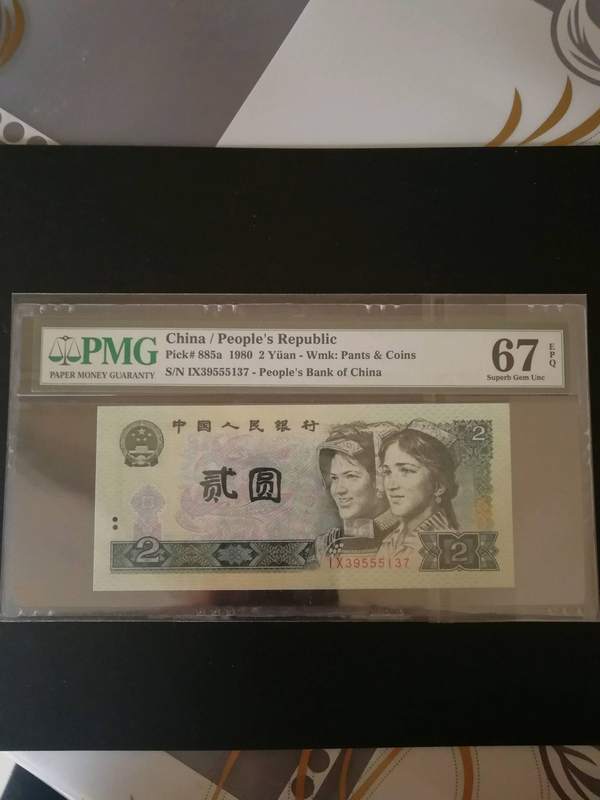 PMG
PAPER MONEY GUARANTY
China / People's Republic
Pick# 885a 1980 2 Yüan - Wmk: Pants & Coins
S/N IX39555137 - People's Bank of China
67
EPQ
Superb Gem Unc
中国人民银行
2
贰圆
2
2
IX39555137